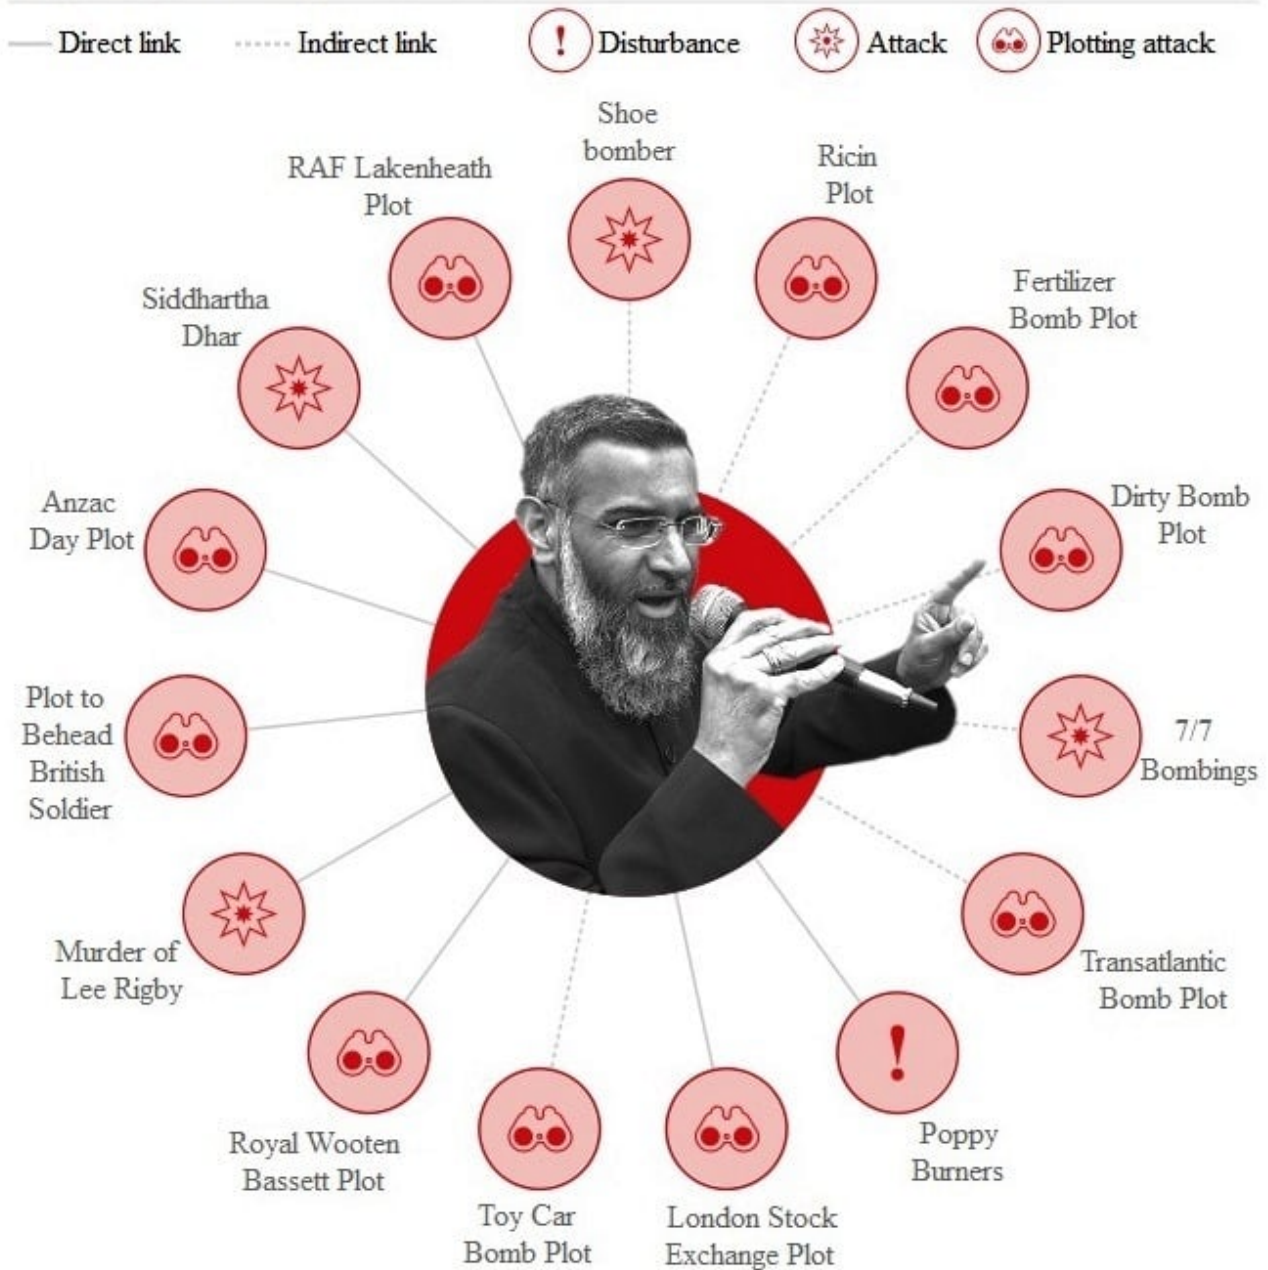 Direct link
Indirect link
Disturbance
Attack
Plotting attack
Shoe
bomber
Ricin
Plot
RAF Lakenheath
Plot
Fertilizer
Bomb Plot
Siddhartha
Dhar
Dirty Bomb
Plot
Anzac
Day Plot
7/7
Bombings
Plot to
Behead
British
Soldier
Transatlantic
Bomb Plot
Murder of
Lee Rigby
Poppy
Burners
Royal Wooten
Bassett Plot
Toy Car
Bomb Plot
London Stock
Exchange Plot